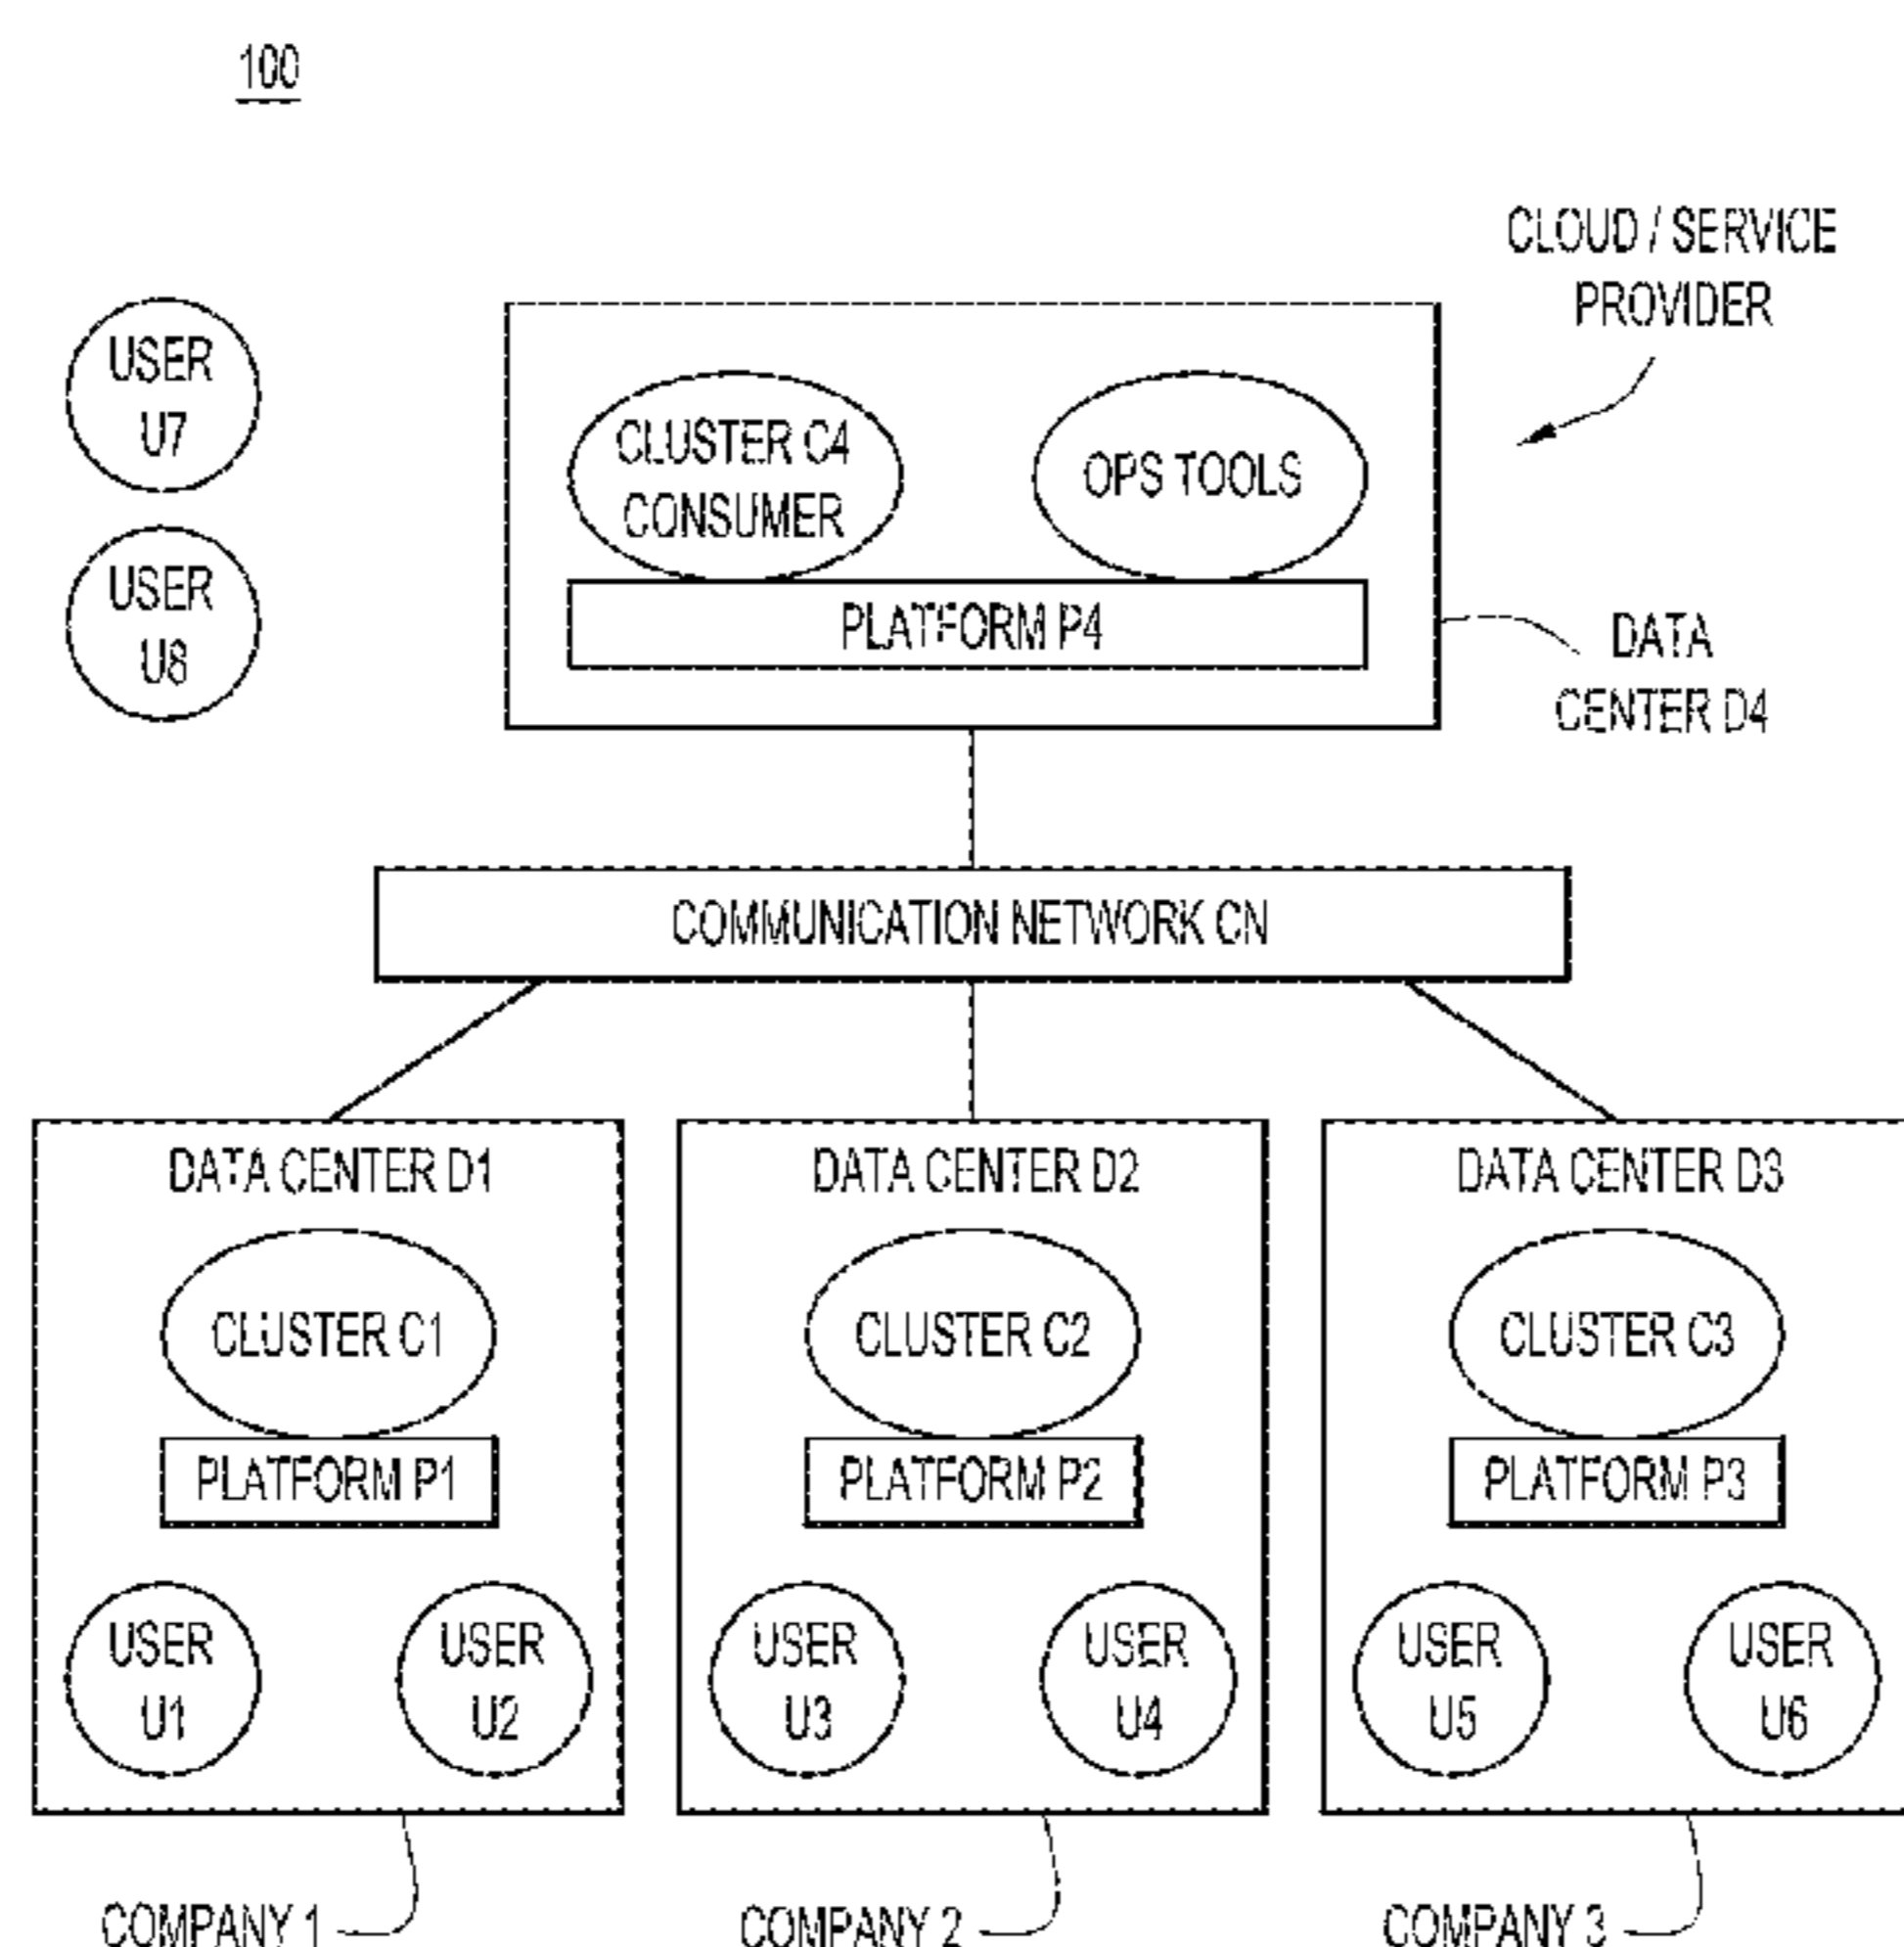 100
CLOUD / SERVICE
PROVIDER
USER
U7
CLUSTER C4
CONSUMER
OPS TOOLS
USER
U8
PLATFORM P4
DATA
CENTER D4
COMMUNICATION NETWORK CN
DATA CENTER D1
CLUSTER C1
PLATFORM P1
USER
U1
USER
U2
COMPANY 1
DATA CENTER D2
CLUSTER C2
PLATFORM P2
USER
U3
USER
U4
COMPANY 2
DATA CENTER D3
CLUSTER C3
PLATFORM P3
USER
U5
USER
U6
COMPANY 3